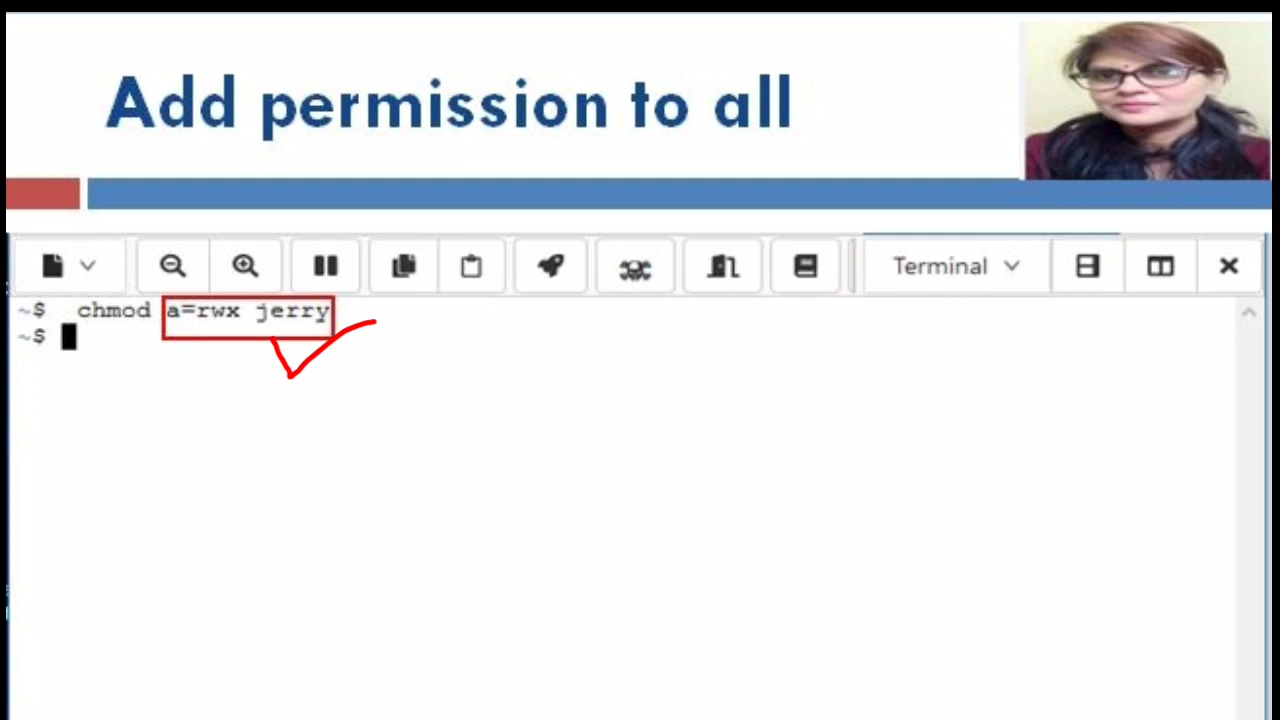 Add permission to all
Terminal
~$ chmod a=rwx jerry
~$